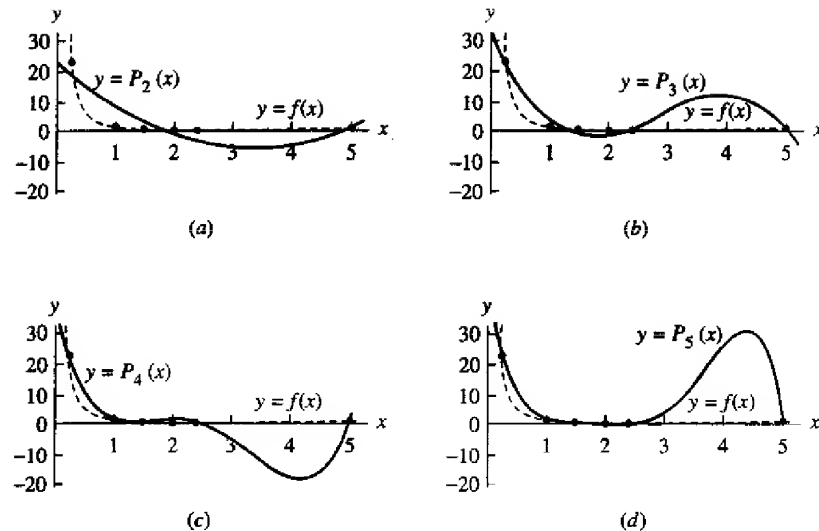 y
30
20
10
0
-10
-20
y = P₂(x)
y = f(x)
1 2 3 4 5
x
(a)
y
30
20
10
0
-10
-20
y = P₃(x)
y = f(x)
1 2 3 4 5
x
(b)
y
30
20
10
0
-10
-20
y = P₄(x)
y = f(x)
1 2 3 4 5
x
(c)
y
30
20
10
0
-10
-20
y = P₅(x)
y = f(x)
1 2 3 4 5
x
(d)